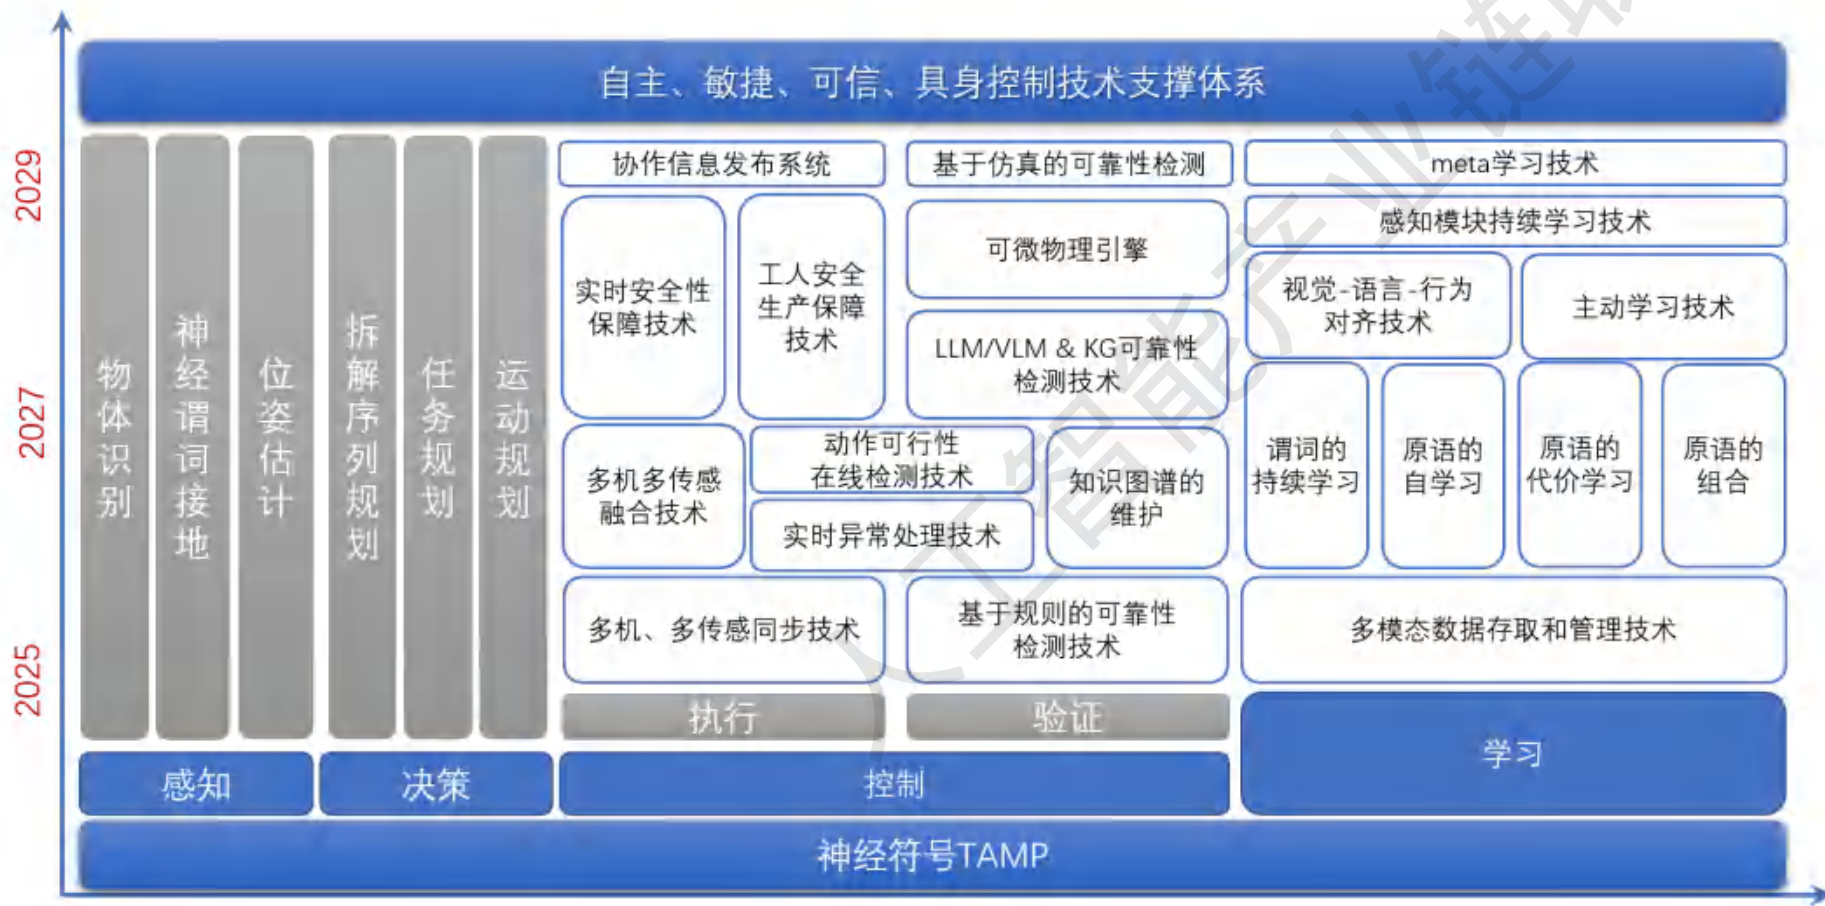 自主、敏捷、可信、具身控制技术支撑体系
2029
2027
2025
物体识别
神经谓词接地
位姿估计
拆解序列规划
任务规划
运动规划
协作信息发布系统
基于仿真的可靠性检测
meta学习技术
感知模块持续学习技术
实时安全性
保障技术
工人安全
生产保障
技术
可微物理引擎
视觉-语言-行为
对齐技术
主动学习技术
LLM/VLM & KG可靠性
检测技术
多机多传感
融合技术
动作可行性
在线检测技术
实时异常处理技术
知识图谱的
维护
谓词的
持续学习
原语的
自学习
原语的
代价学习
原语的
组合
多机、多传感同步技术
基于规则的可靠性
检测技术
多模态数据存取和管理技术
执行
验证
感知
决策
控制
学习
神经符号TAMP
人工智能产业链